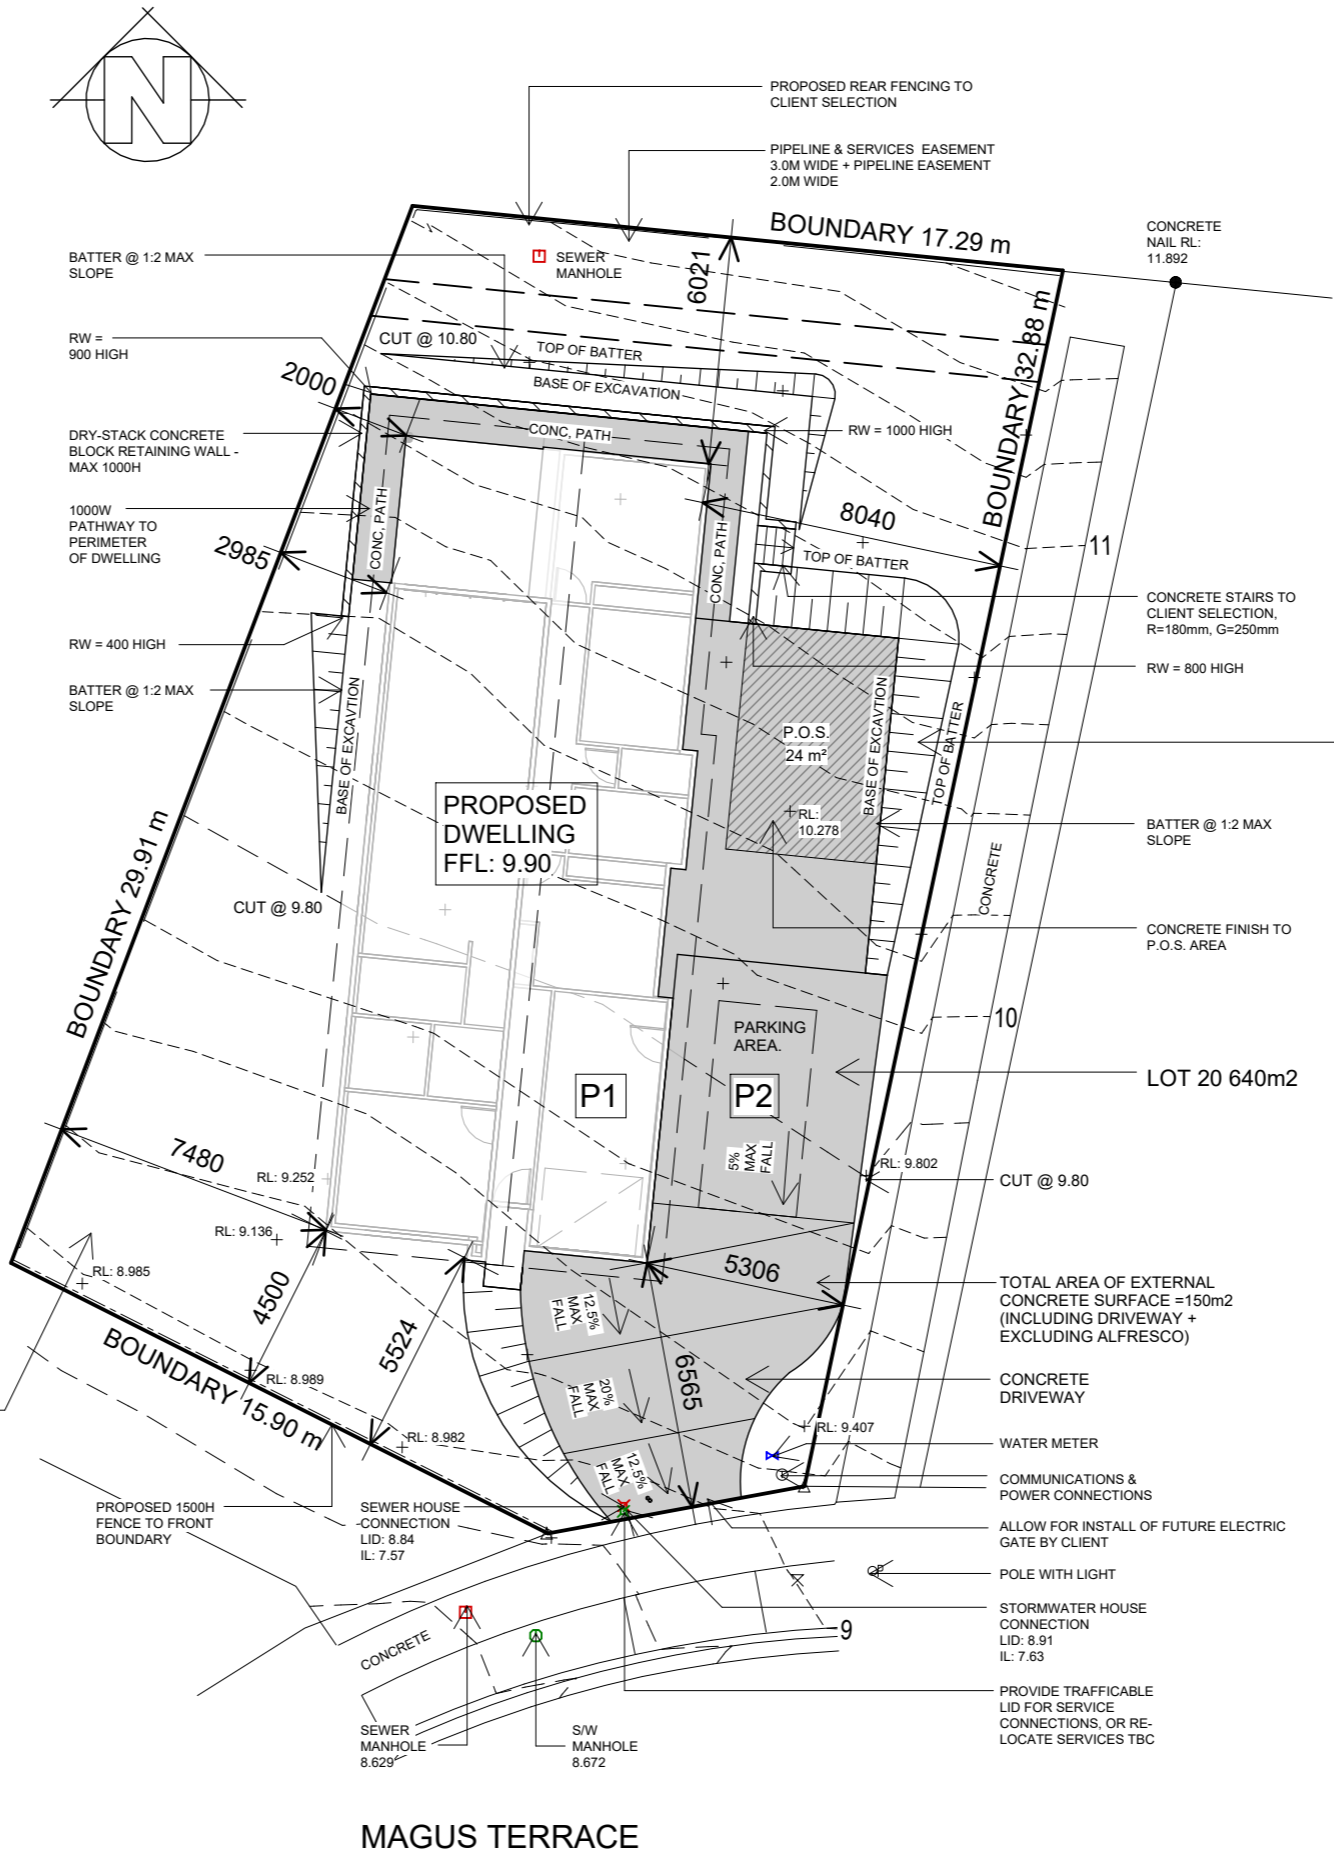 N
PROPOSED REAR FENCING TO
CLIENT SELECTION
PIPELINE & SERVICES EASEMENT
3.0M WIDE + PIPELINE EASEMENT
2.0M WIDE
BOUNDARY 17.29 m
CONCRETE
NAIL RL:
11.892
BATTER @ 1:2 MAX
SLOPE
SEWER
MANHOLE
6021
BOUNDARY 32.88 m
RW =
900 HIGH
CUT @ 10.80
TOP OF BATTER
BASE OF EXCAVATION
2000
CONC, PATH
RW = 1000 HIGH
DRY-STACK CONCRETE
BLOCK RETAINING WALL -
MAX 1000H
1000W
PATHWAY TO
PERIMETER
OF DWELLING
CONC, PATH
CONC, PATH
8040
11
2985
TOP OF BATTER
CONCRETE STAIRS TO
CLIENT SELECTION,
R=180mm, G=250mm
RW = 400 HIGH
RW = 800 HIGH
BATTER @ 1:2 MAX
SLOPE
BASE OF EXCAVTION
P.O.S.
24 m²
BASE OF EXCAVTION
TOP OF BATTER
PROPOSED
DWELLING
FFL: 9.90
RL:
10.278
BATTER @ 1:2 MAX
SLOPE
BOUNDARY 29.91 m
CUT @ 9.80
CONCRETE
CONCRETE FINISH TO
P.O.S. AREA
10
PARKING
AREA.
P1
P2
LOT 20 640m2
7480
5%
MAX
FALL
RL: 9.802
RL: 9.252
CUT @ 9.80
RL: 9.136
RL: 8.985
4500
5306
TOTAL AREA OF EXTERNAL
CONCRETE SURFACE =150m2
(INCLUDING DRIVEWAY +
EXCLUDING ALFRESCO)
12.5%
MAX
FALL
5524
BOUNDARY 15.90 m
RL: 8.989
20%
MAX
FALL
6565
CONCRETE
DRIVEWAY
RL: 8.982
RL: 9.407
WATER METER
12.5%
MAX
FALL
COMMUNICATIONS &
POWER CONNECTIONS
PROPOSED 1500H
FENCE TO FRONT
BOUNDARY
SEWER HOUSE
CONNECTION
LID: 8.84
IL: 7.57
ALLOW FOR INSTALL OF FUTURE ELECTRIC
GATE BY CLIENT
POLE WITH LIGHT
STORMWATER HOUSE
CONNECTION
LID: 8.91
IL: 7.63
9
CONCRETE
PROVIDE TRAFFICABLE
LID FOR SERVICE
CONNECTIONS, OR RE-
LOCATE SERVICES TBC
SEWER
MANHOLE
8.629
S/W
MANHOLE
8.672
MAGUS TERRACE